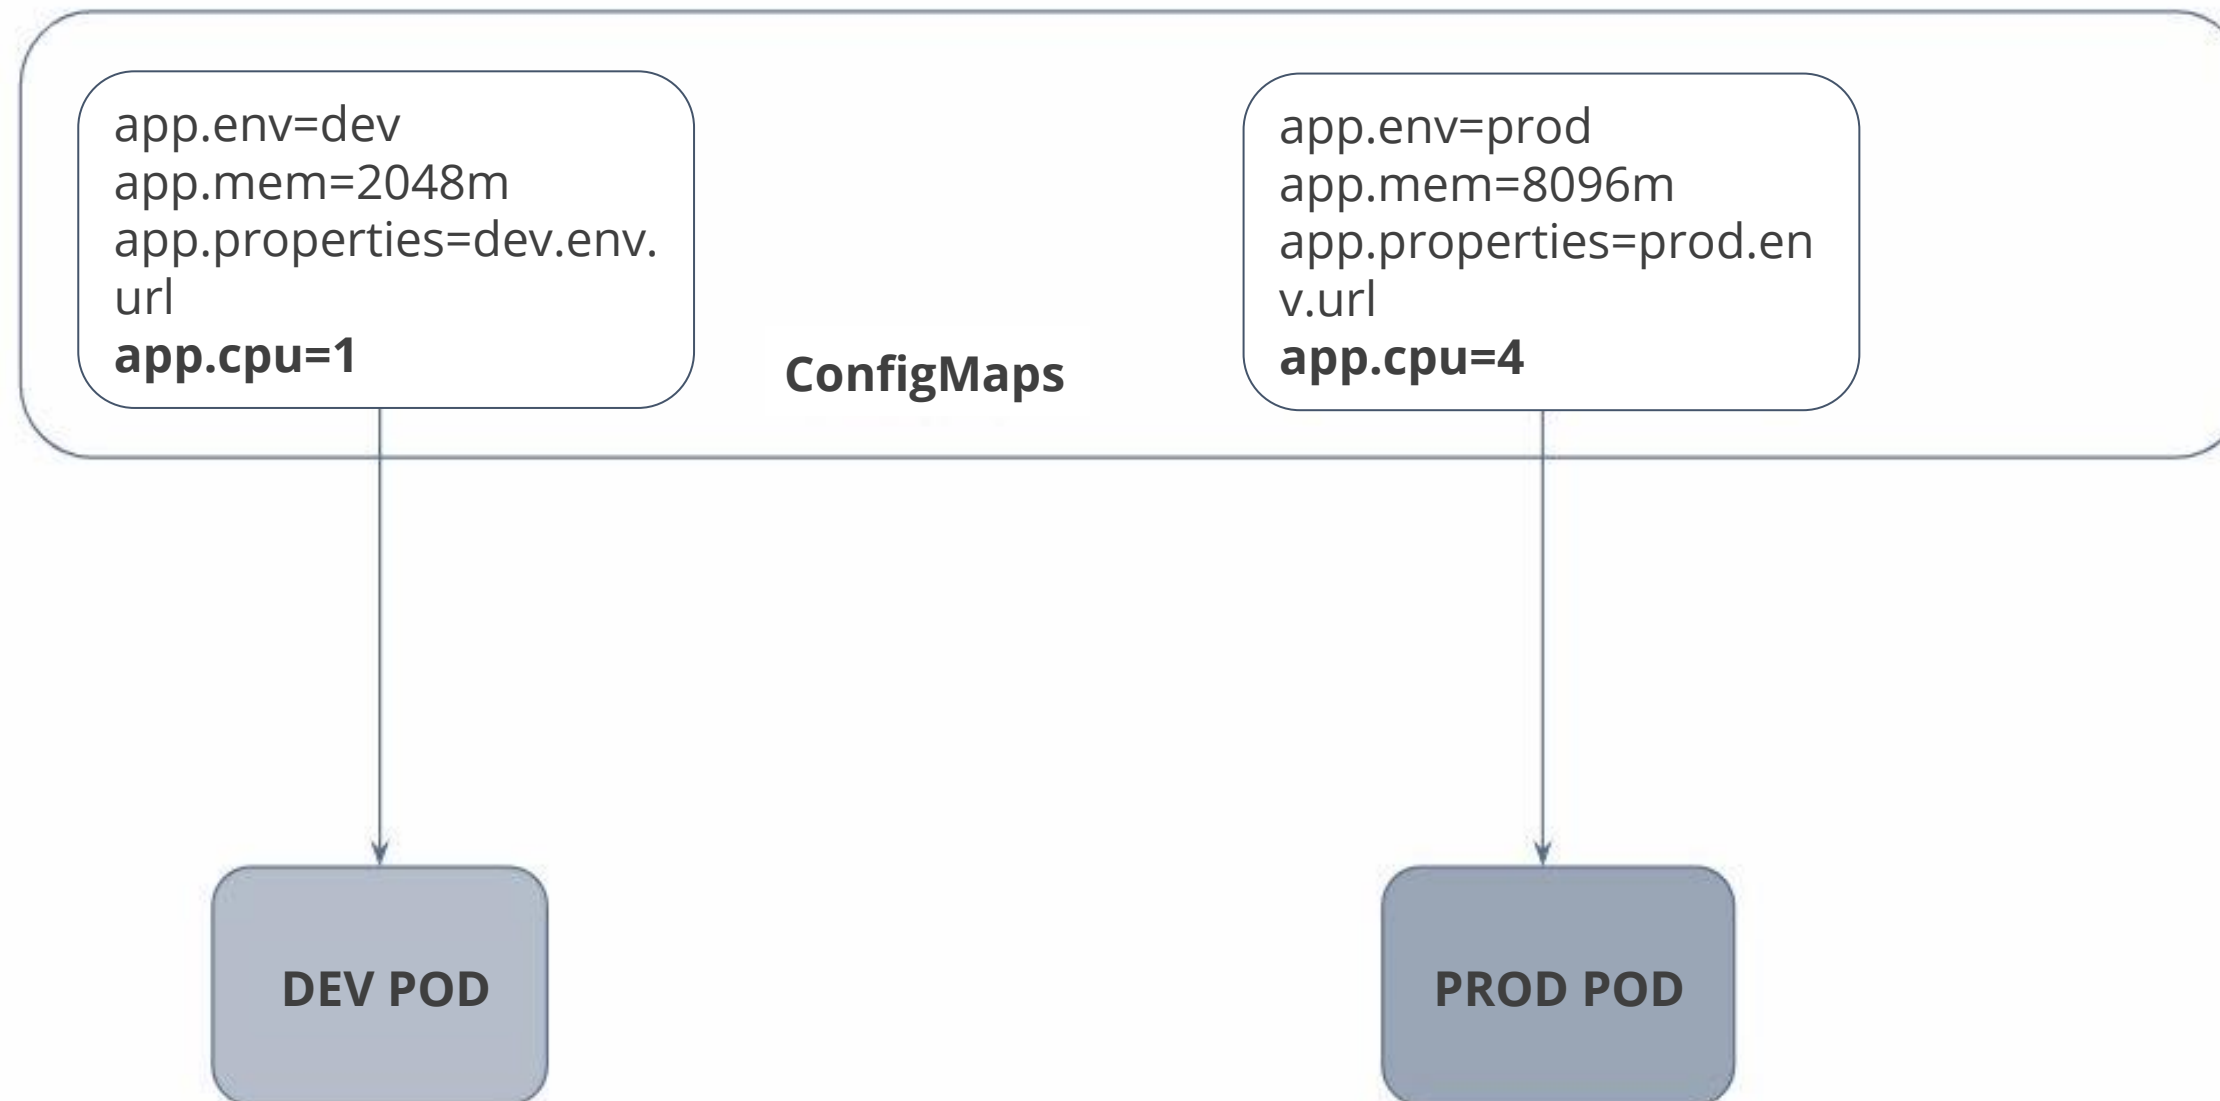 app.env=dev
app.mem=2048m
app.properties=dev.env.
url
app.cpu=1
ConfigMaps
app.env=prod
app.mem=8096m
app.properties=prod.en
v.url
app.cpu=4
DEV POD
PROD POD